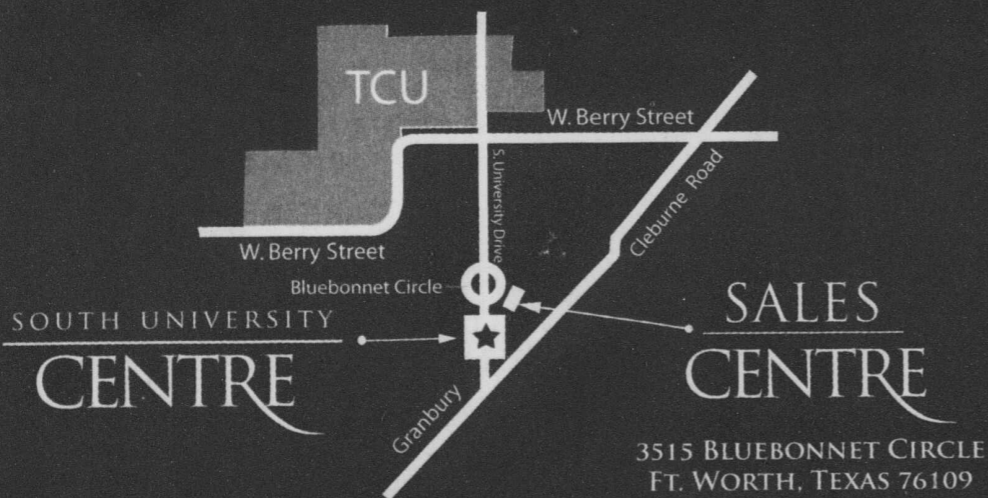 TCU
W. Berry Street
S. University Drive
Cleburne Road
W. Berry Street
Bluebonnet Circle
SOUTH UNIVERSITY
CENTRE
SALES
CENTRE
Granbury
3515 BLUEBONNET CIRCLE
FT. WORTH, TEXAS 76109